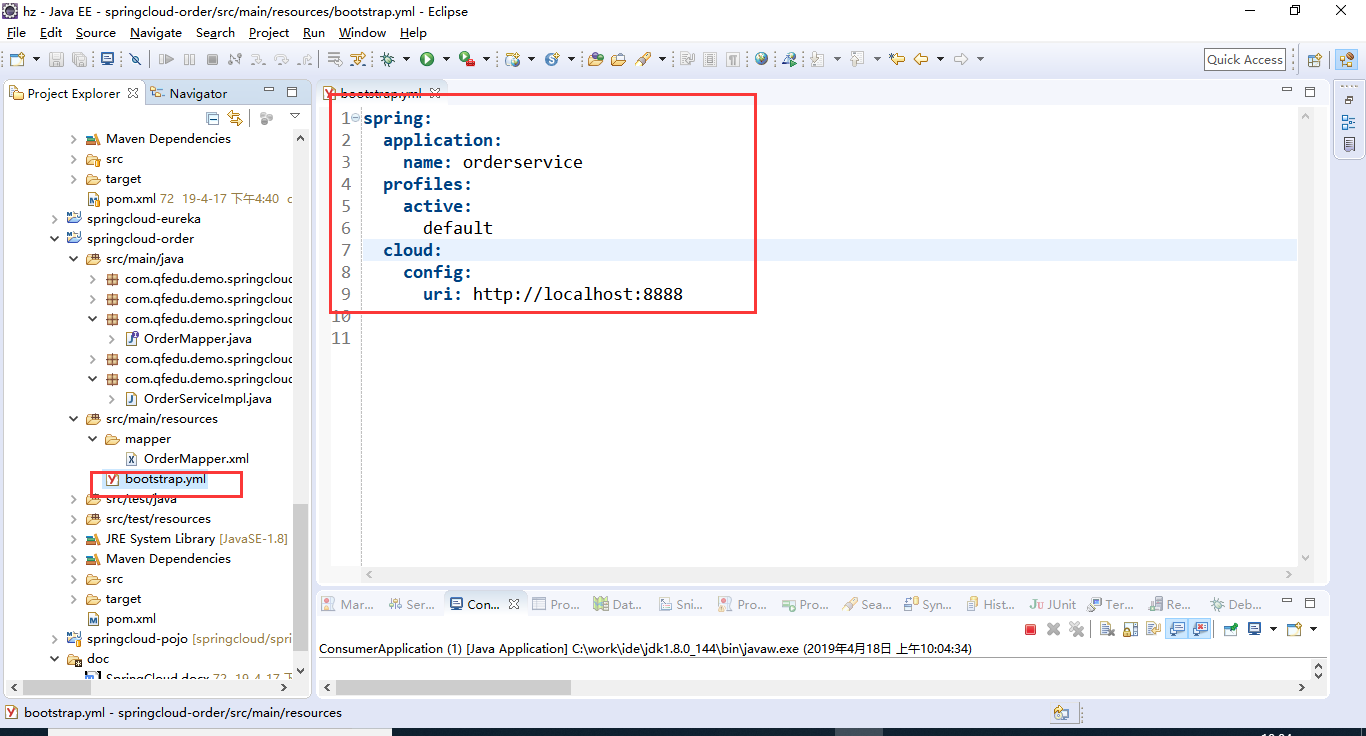 hz - Java EE - springcloud-order/src/main/resources/bootstrap.yml - Eclipse
File Edit Source Navigate Search Project Run Window Help
Quick Access
Project Explorer
Navigator
Maven Dependencies
src
target
pom.xml 72 19-4-17 下午4:40
springcloud-eureka
springcloud-order
src/main/java
com.qfedu.demo.springcloud
com.qfedu.demo.springcloud
com.qfedu.demo.springcloud
OrderMapper.java
com.qfedu.demo.springcloud
com.qfedu.demo.springcloud
OrderServiceImpl.java
src/main/resources
mapper
OrderMapper.xml
bootstrap.yml
src/test/java
src/test/resources
JRE System Library [JavaSE-1.8]
Maven Dependencies
src
target
pom.xml
springcloud-pojo [springcloud/spri
doc
SpringCloud.docx 72 19-4-17 下
bootstrap.yml
1 spring:
2   application:
3     name: orderservice
4   profiles:
5     active:
6       default
7   cloud:
8     config:
9       uri: http://localhost:8888
10
11
Mar... Ser... Con... Pro... Dat... Sni... Pro... Pro... Sea... Syn... Hist... JUnit Ter... Re... Deb...
ConsumerApplication (1) [Java Application] C:\work\ide\jdk1.8.0_144\bin\javaw.exe (2019年4月18日 上午10:04:34)
bootstrap.yml - springcloud-order/src/main/resources